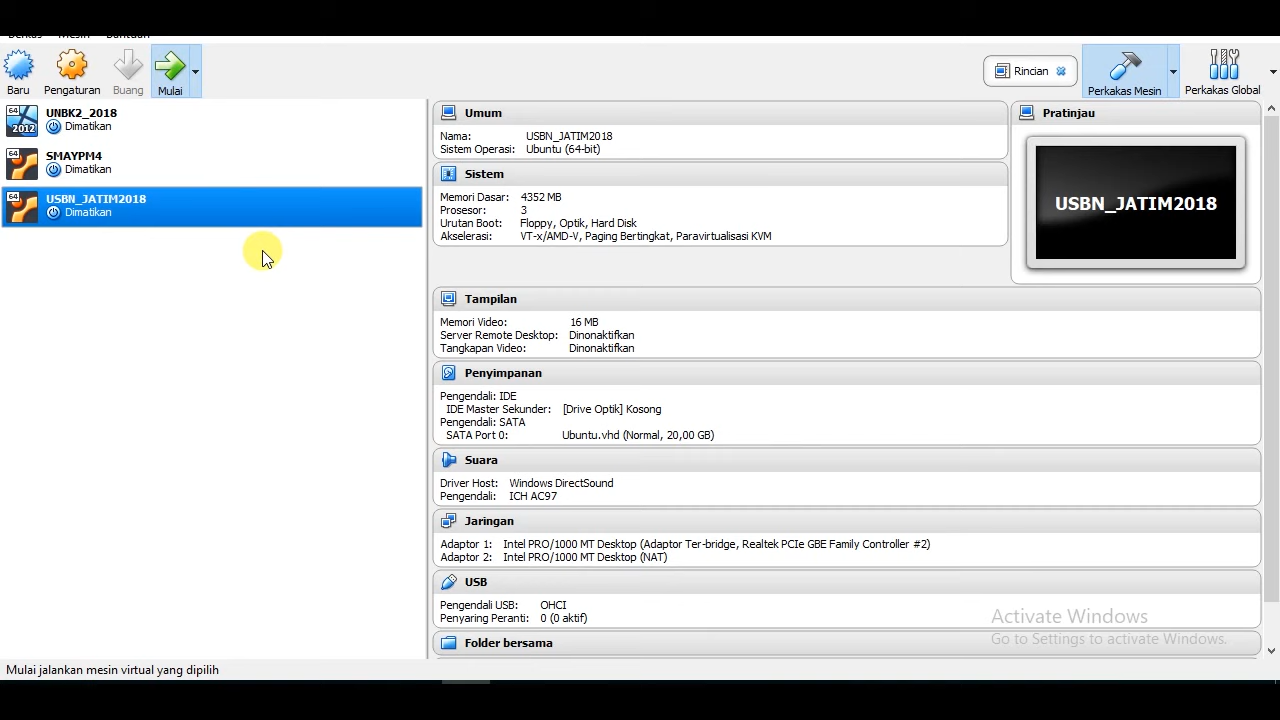 Berkas Mesin Bantuan
Baru Pengaturan Buang Mulai
Rincian Perkakas Mesin Perkakas Global
64
2012
UNBK2_2018
Dimatikan
64
SMAYPM4
Dimatikan
64
USBN_JATIM2018
Dimatikan
Umum
Nama: USBN_JATIM2018
Sistem Operasi: Ubuntu (64-bit)
Sistem
Memori Dasar: 4352 MB
Prosesor: 3
Urutan Boot: Floppy, Optik, Hard Disk
Akselerasi: VT-x/AMD-V, Paging Bertingkat, Paravirtualisasi KVM
Pratinjau
USBN_JATIM2018
Tampilan
Memori Video: 16 MB
Server Remote Desktop: Dinonaktifkan
Tangkapan Video: Dinonaktifkan
Penyimpanan
Pengendali: IDE
IDE Master Sekunder: [Drive Optik] Kosong
Pengendali: SATA
SATA Port 0: Ubuntu.vhd (Normal, 20,00 GB)
Suara
Driver Host: Windows DirectSound
Pengendali: ICH AC97
Jaringan
Adaptor 1: Intel PRO/1000 MT Desktop (Adaptor Ter-bridge, Realtek PCIe GBE Family Controller #2)
Adaptor 2: Intel PRO/1000 MT Desktop (NAT)
USB
Pengendali USB: OHCI
Penyaring Peranti: 0 (0 aktif)
Folder bersama
Activate Windows
Go to Settings to activate Windows.
Mulai jalankan mesin virtual yang dipilih